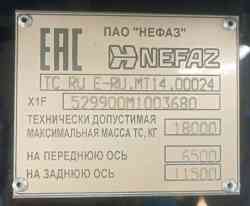 ПАО "НЕФАЗ"
EAC NEFAZ
ТС RU Е-RU.МТ14.00024
X1F 529900M1003680
ТЕХНИЧЕСКИ ДОПУСТИМАЯ
МАКСИМАЛЬНАЯ МАССА ТС, КГ 18000
НА ПЕРЕДНЮЮ ОСЬ 6500
НА ЗАДНЮЮ ОСЬ 11500